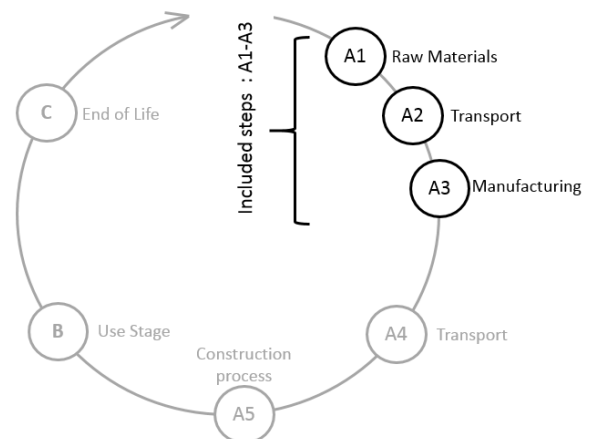 Included steps : A1-A3
A1 Raw Materials
A2 Transport
A3 Manufacturing
A4 Transport
Construction
process
A5
B Use Stage
C End of Life